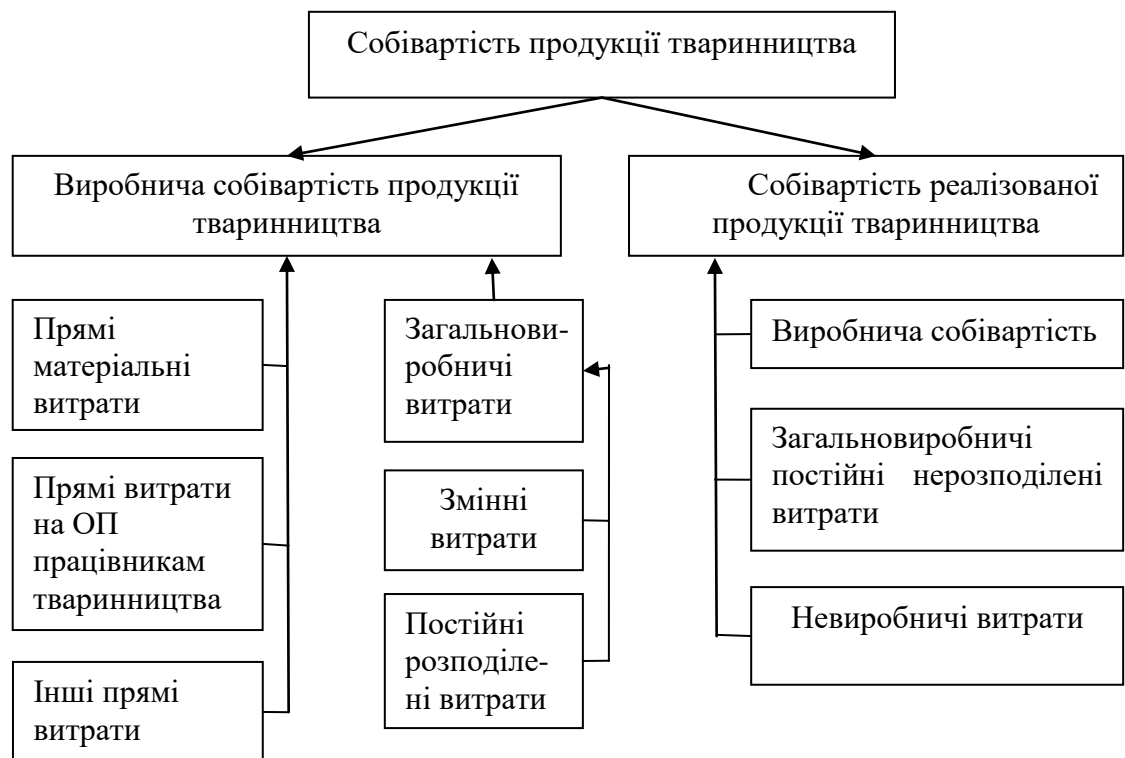 Собівартість продукції тваринництва
Виробнича собівартість продукції
тваринництва
Собівартість реалізованої
продукції тваринництва
Прямі
матеріальні
витрати
Прямі витрати
на ОП
працівникам
тваринництва
Інші прямі
витрати
Загальнови-
робничі
витрати
Змінні
витрати
Постійні
розподіле-
ні витрати
Виробнича собівартість
Загальновиробничі
постійні нерозподілені
витрати
Невиробничі витрати